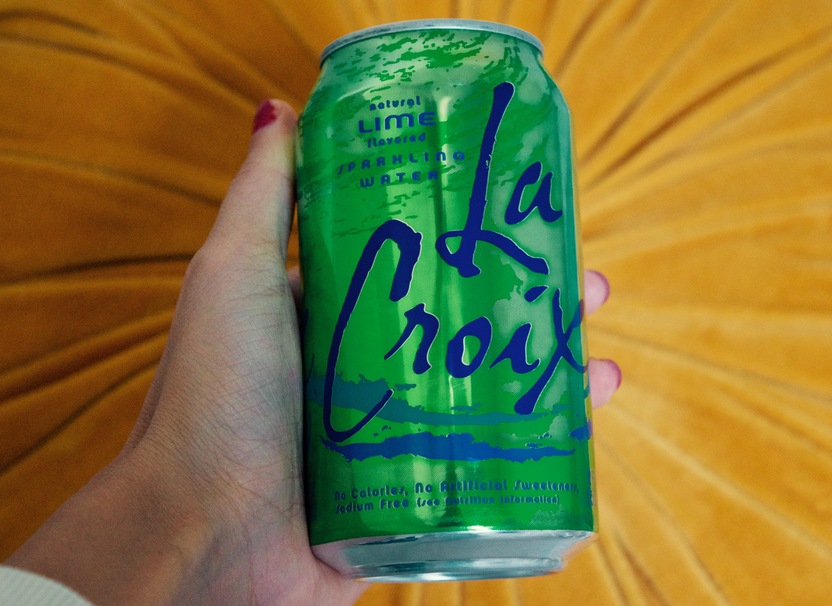 natural
LIME
flavored
SPARKLING
WATER
La
Croix
No Calories, No Artificial Sweeteners,
Sodium Free (see nutrition information)